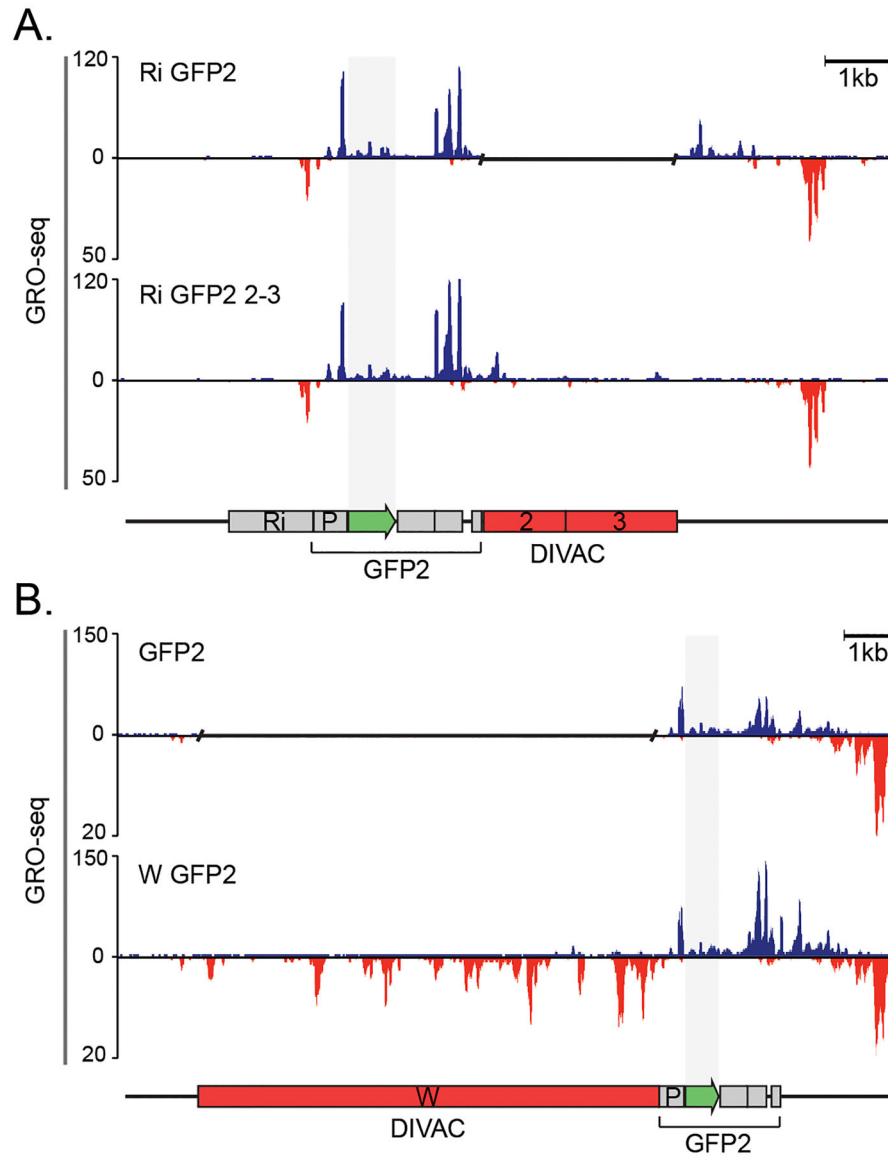 A.
120
Ri GFP2
1kb
0
50
120
Ri GFP2 2-3
0
50
GRO-seq
Ri P 2 3
GFP2
DIVAC
B.
150
GFP2
1kb
0
20
150
W GFP2
0
20
GRO-seq
W P
DIVAC
GFP2